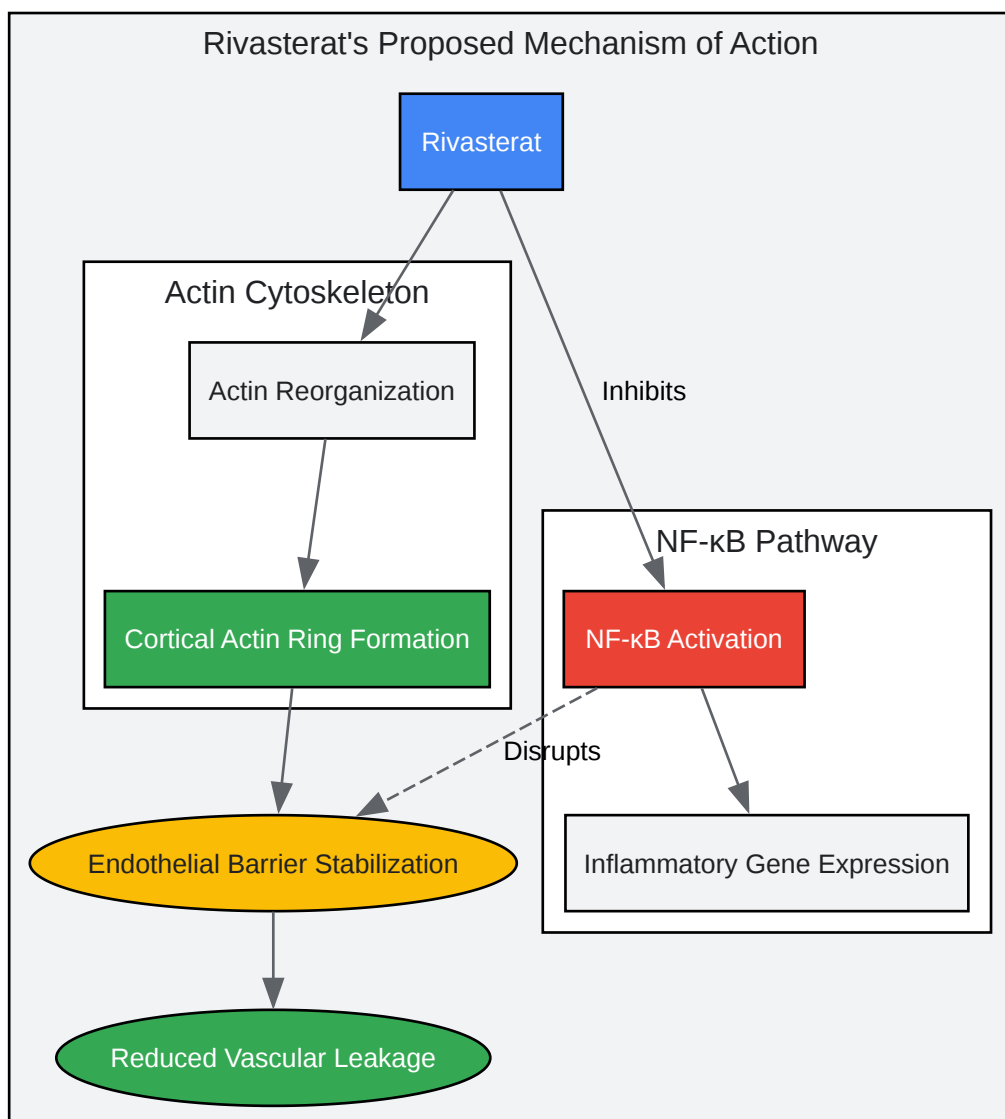 Rivasterat's Proposed Mechanism of Action
Rivasterat
Actin Cytoskeleton
Actin Reorganization
Inhibits
NF-κB Pathway
Cortical Actin Ring Formation
NF-κB Activation
Disrupts
Endothelial Barrier Stabilization
Inflammatory Gene Expression
Reduced Vascular Leakage